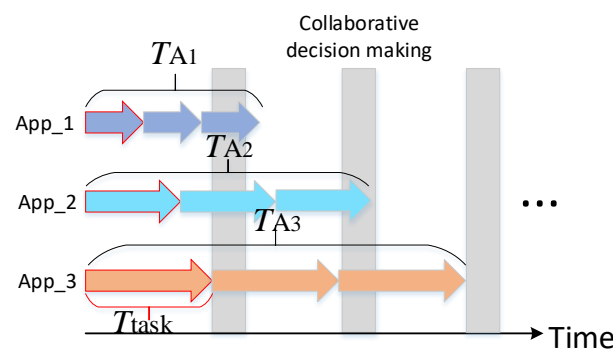 Collaborative
decision making
TA1
App_1
TA2
App_2
...
TA3
App_3
Ttask
Time